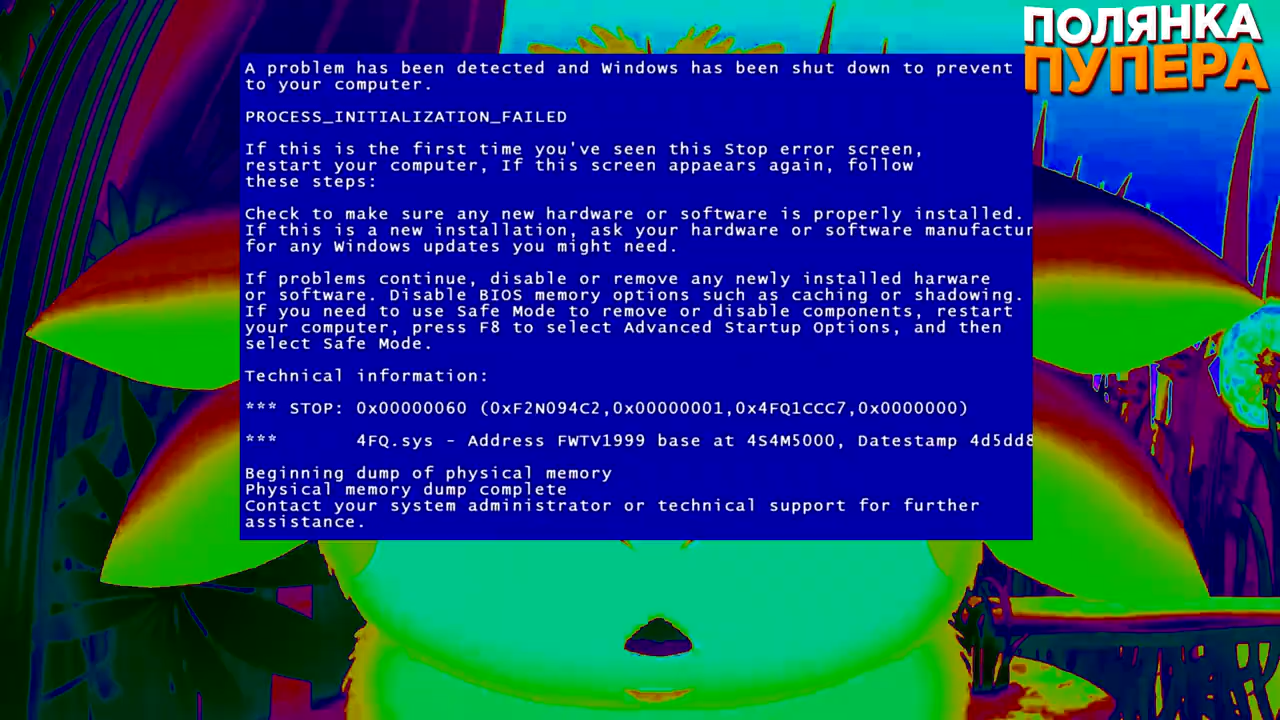 ПОЛЯНКА
ПУПЕРА
A problem has been detected and Windows has been shut down to prevent
to your computer.
PROCESS_INITIALIZATION_FAILED
If this is the first time you've seen this Stop error screen,
restart your computer, If this screen appaears again, follow
these steps:
Check to make sure any new hardware or software is properly installed.
If this is a new installation, ask your hardware or software manufactur
for any Windows updates you might need.
If problems continue, disable or remove any newly installed harware
or software. Disable BIOS memory options such as caching or shadowing.
If you need to use Safe Mode to remove or disable components, restart
your computer, press F8 to select Advanced Startup Options, and then
select Safe Mode.
Technical information:
*** STOP: 0x00000060 (0xF2N094C2,0x00000001,0x4FQ1CCC7,0x0000000)
*** 4FQ.sys - Address FWTV1999 base at 4S4M5000, Datestamp 4d5dd8
Beginning dump of physical memory
Physical memory dump complete
Contact your system administrator or technical support for further
assistance.